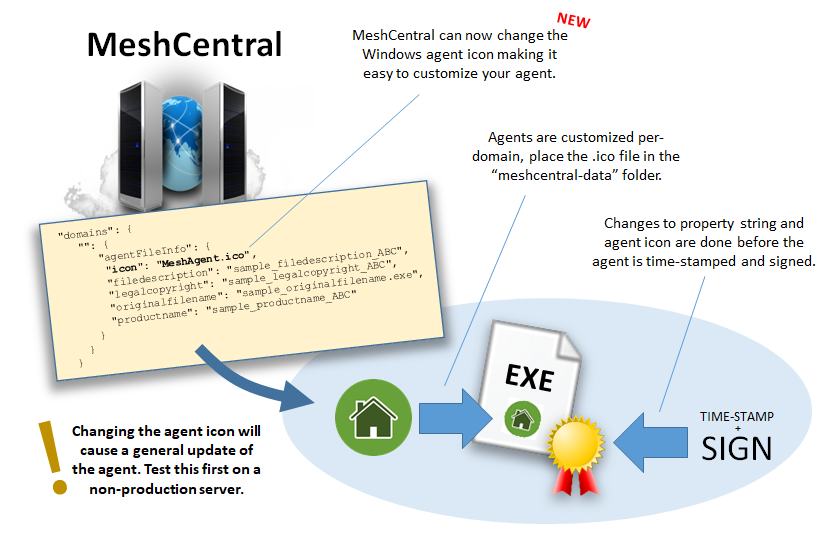 MeshCentral
NEW
MeshCentral can now change the
Windows agent icon making it
easy to customize your agent.
Agents are customized per-
domain, place the .ico file in the
“meshcentral-data” folder.
Changes to property string and
agent icon are done before the
agent is time-stamped and signed.
"domains": {
"": {
"agentFileInfo": {
"icon": "MeshAgent.ico",
"filedescription": "sample_filedescription_ABC",
"legalcopyright": "sample_legalcopyright_ABC",
"originalfilename": "sample_originalfilename.exe",
"productname": "sample_productname_ABC"
}
}
}
EXE
TIME-STAMP
+
SIGN
!
Changing the agent icon will
cause a general update of
the agent. Test this first on a
non-production server.